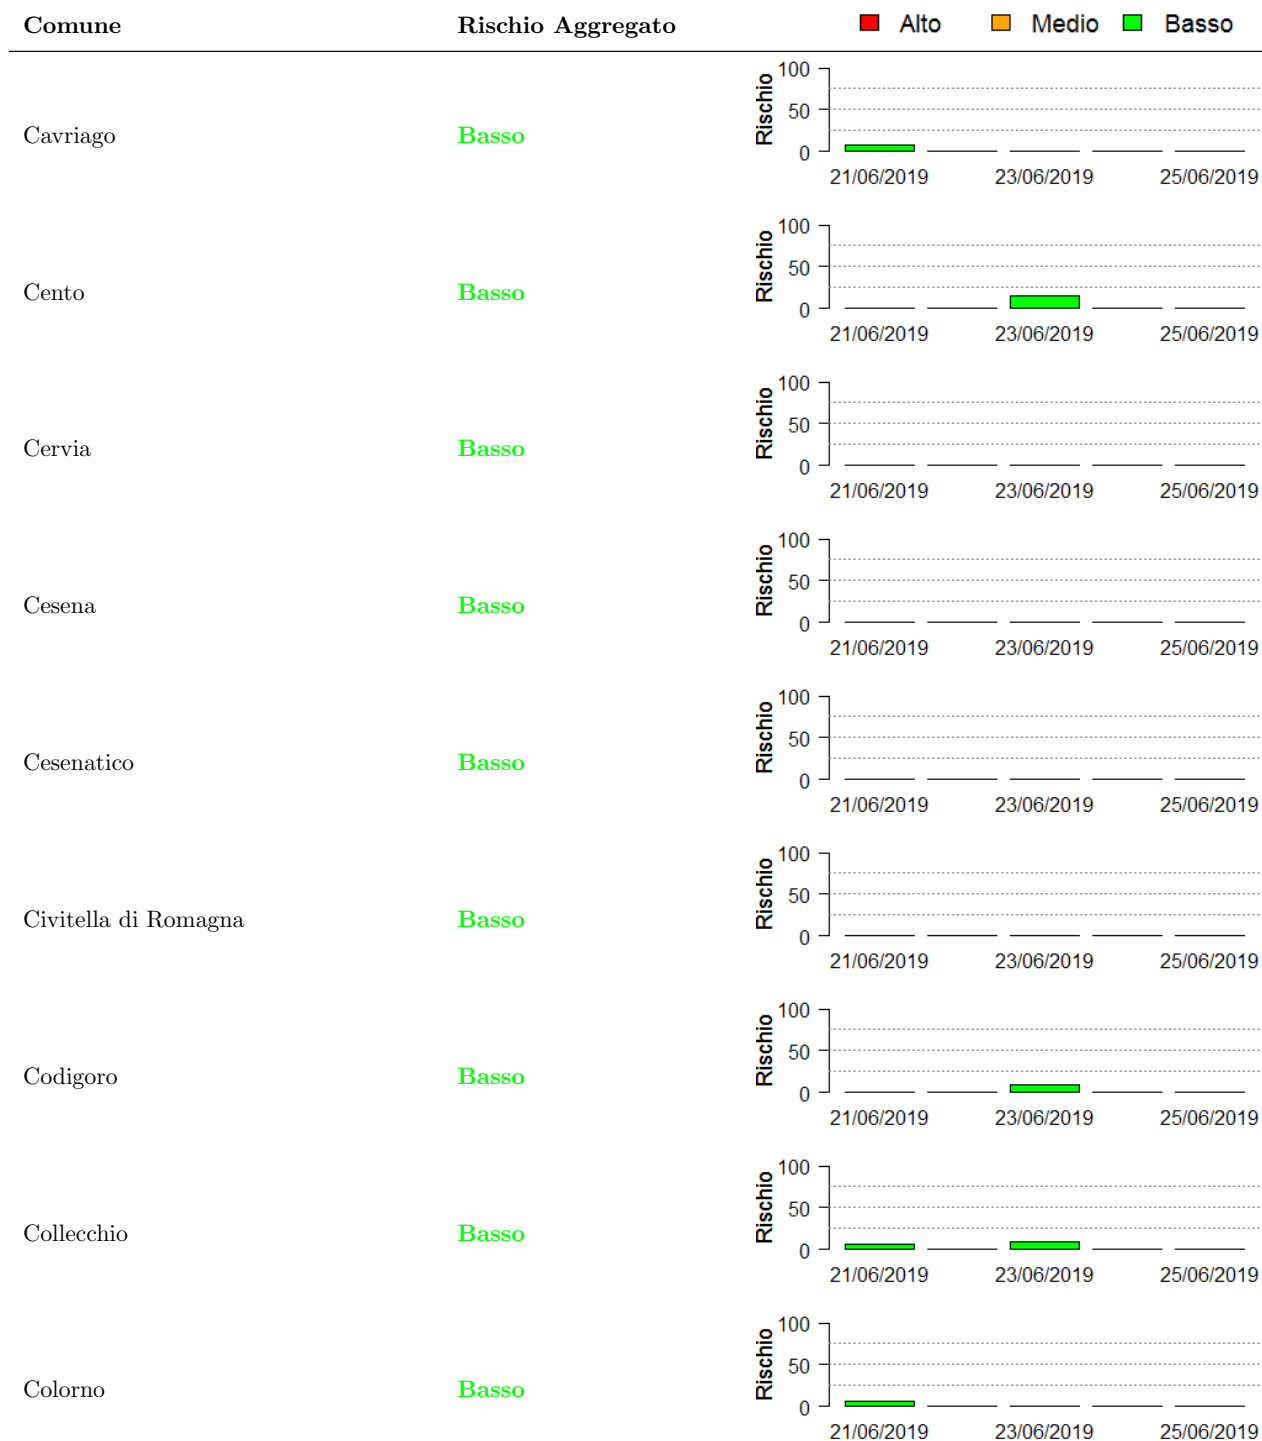 Comune Rischio Aggregato Alto Medio Basso
Cavriago Basso
Rischio
100
50
0
21/06/2019 23/06/2019 25/06/2019
Cento Basso
Rischio
100
50
0
21/06/2019 23/06/2019 25/06/2019
Cervia Basso
Rischio
100
50
0
21/06/2019 23/06/2019 25/06/2019
Cesena Basso
Rischio
100
50
0
21/06/2019 23/06/2019 25/06/2019
Cesenatico Basso
Rischio
100
50
0
21/06/2019 23/06/2019 25/06/2019
Civitella di Romagna Basso
Rischio
100
50
0
21/06/2019 23/06/2019 25/06/2019
Codigoro Basso
Rischio
100
50
0
21/06/2019 23/06/2019 25/06/2019
Collecchio Basso
Rischio
100
50
0
21/06/2019 23/06/2019 25/06/2019
Colorno Basso
Rischio
100
50
0
21/06/2019 23/06/2019 25/06/2019